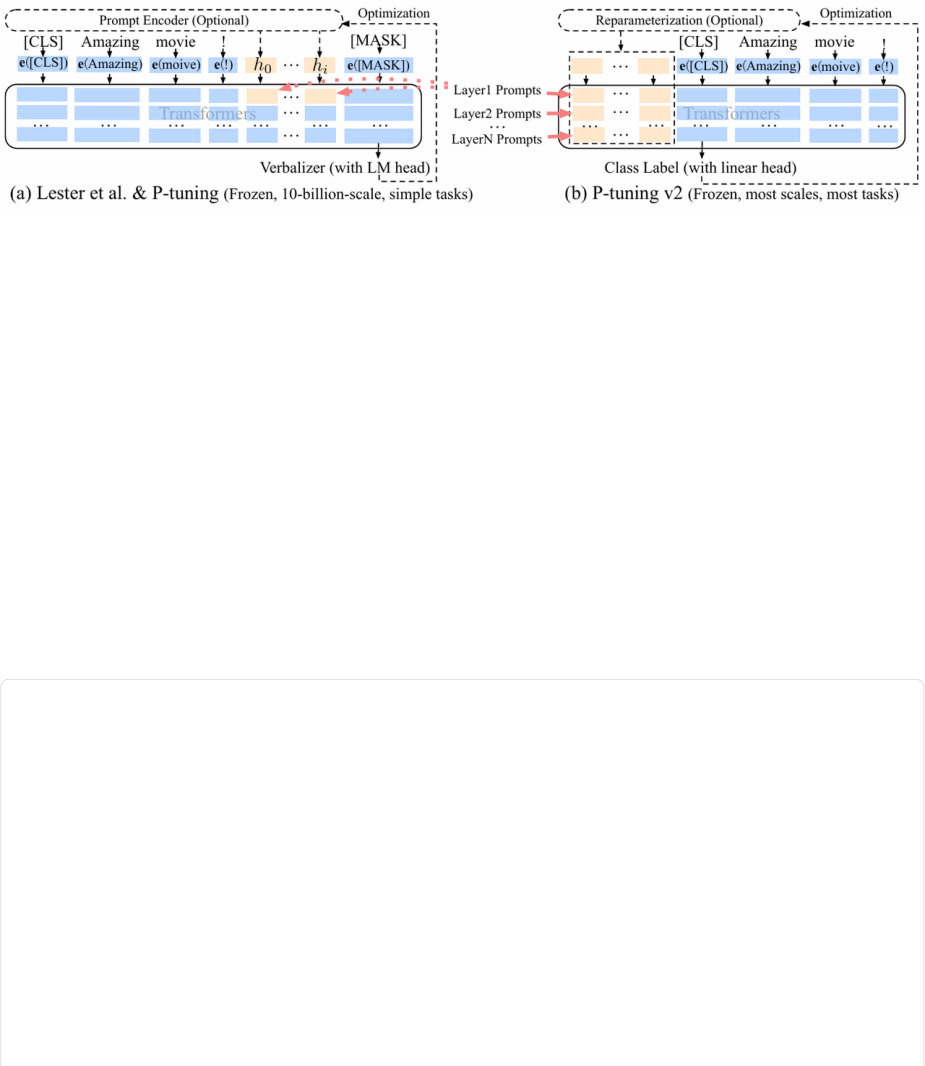 Prompt Encoder (Optional)
Optimization
[CLS] Amazing movie ! [MASK]
e([CLS]) e(Amazing) e(moive) e(!) h0 ... hi e([MASK])
...
Transformers
... ... ... ... ...
Verbalizer (with LM head)
(a) Lester et al. & P-tuning (Frozen, 10-billion-scale, simple tasks)
Layer1 Prompts
Layer2 Prompts
...
LayerN Prompts
Reparameterization (Optional)
Optimization
[CLS] Amazing movie !
... e([CLS]) e(Amazing) e(moive) e(!)
...
...
Transformers
... ... ... ... ... ...
...
Class Label (with linear head)
(b) P-tuning v2 (Frozen, most scales, most tasks)